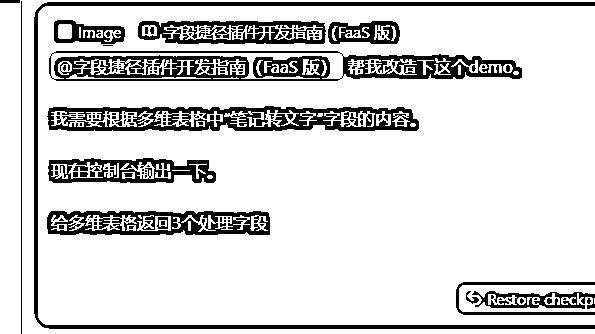 Image 字段捷径插件开发指南（FaaS 版）
@字段捷径插件开发指南（FaaS 版） 帮我改造下这个demo。
我需要根据多维表格中“笔记转文字”字段的内容。
现在控制台输出一下。
给多维表格返回3个处理字段
Restore checkp